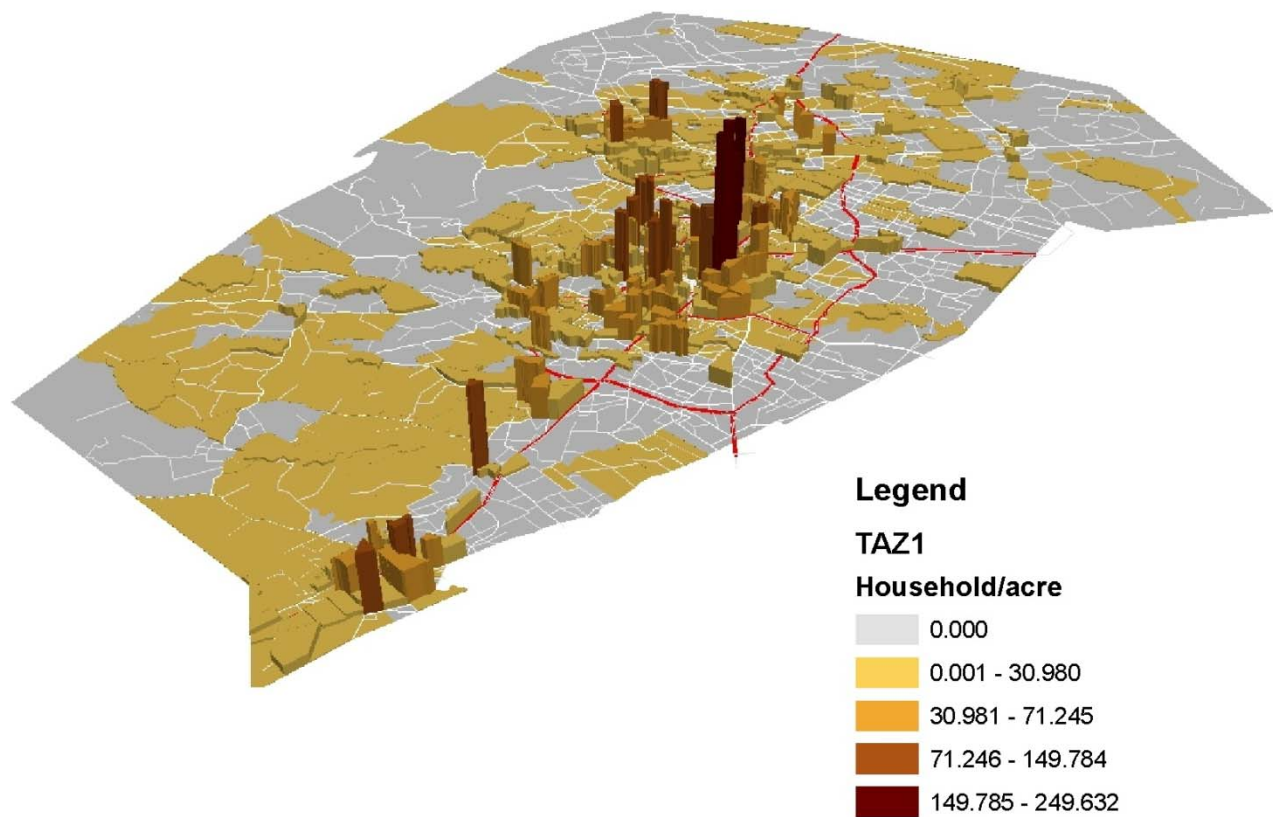 Legend
TAZ1
Household/acre
0.000
0.001 - 30.980
30.981 - 71.245
71.246 - 149.784
149.785 - 249.632